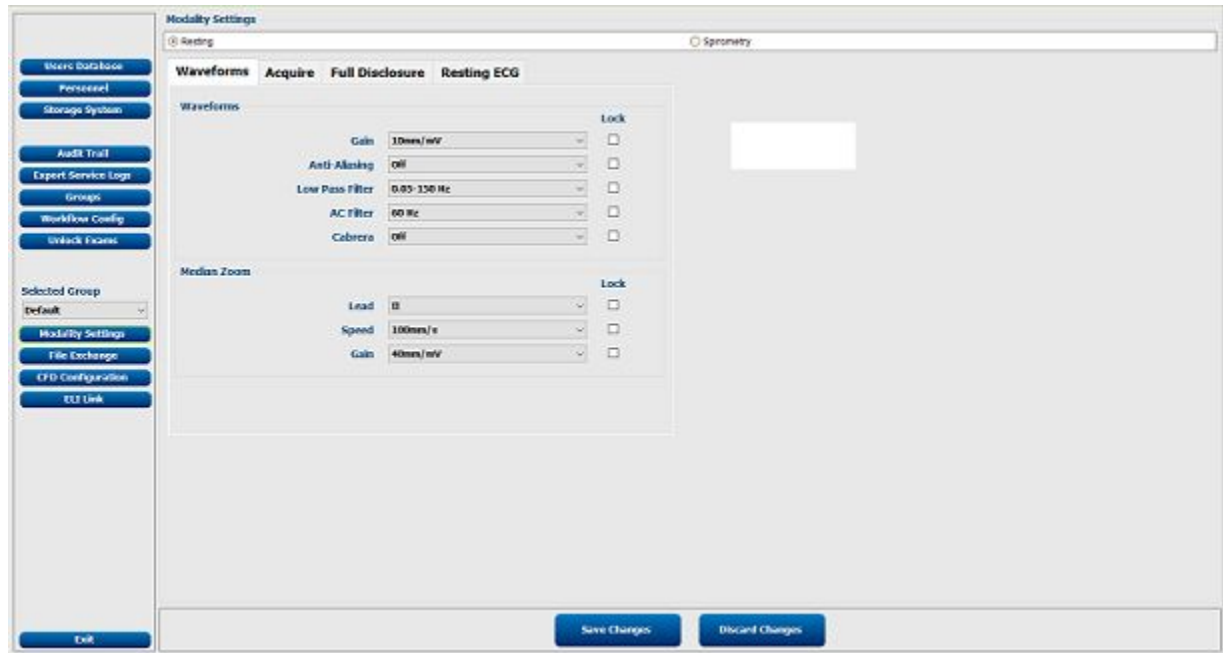 Modality Settings
Resting
Spirometry
Users Database
Personnel
Storage System
Audit Trail
Export Service Logs
Groups
Workflow Config
Unlock Exams
Selected Group
Default
Modality Settings
File Exchange
CFD Configuration
ELI Link
Exit
Waveforms Acquire Full Disclosure Resting ECG
Waveforms
Lock
Gain 10mm/mV
Anti-Aliasing Off
Low Pass Filter 0.05-150 Hz
AC Filter 60 Hz
Cabrera Off
Median Zoom
Lock
Lead II
Speed 100mm/s
Gain 40mm/mV
Save Changes
Discard Changes